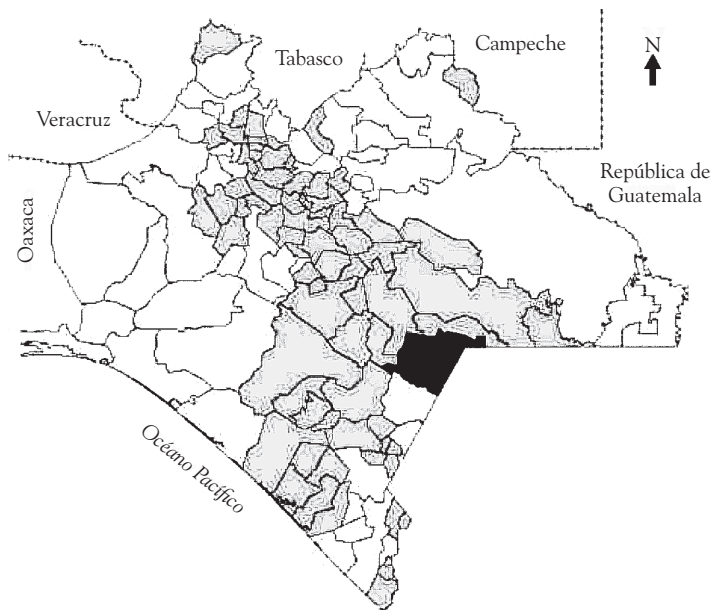 Campeche
N
Tabasco
Veracruz
República de
Guatemala
Oaxaca
Océano Pacífico